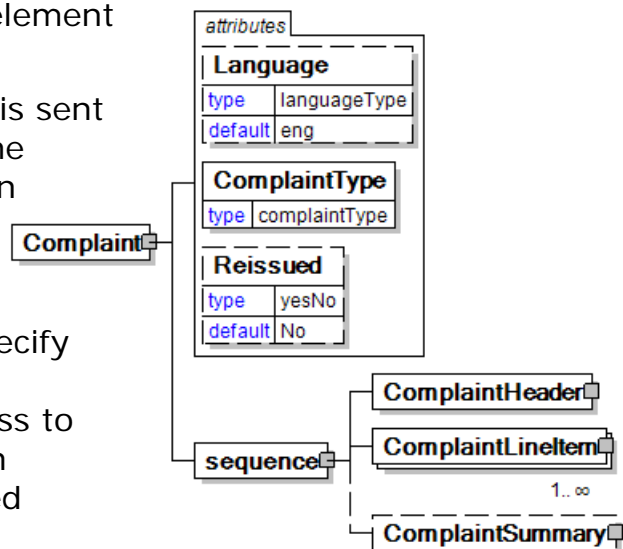 element
is sent
ne
n
ecify
ss to
n
ed
attributes
Language
type languageType
default eng
ComplaintType
type complaintType
Reissued
type yesNo
default No
Complaint
sequence
ComplaintHeader
ComplaintLineItem
1.. ∞
ComplaintSummary